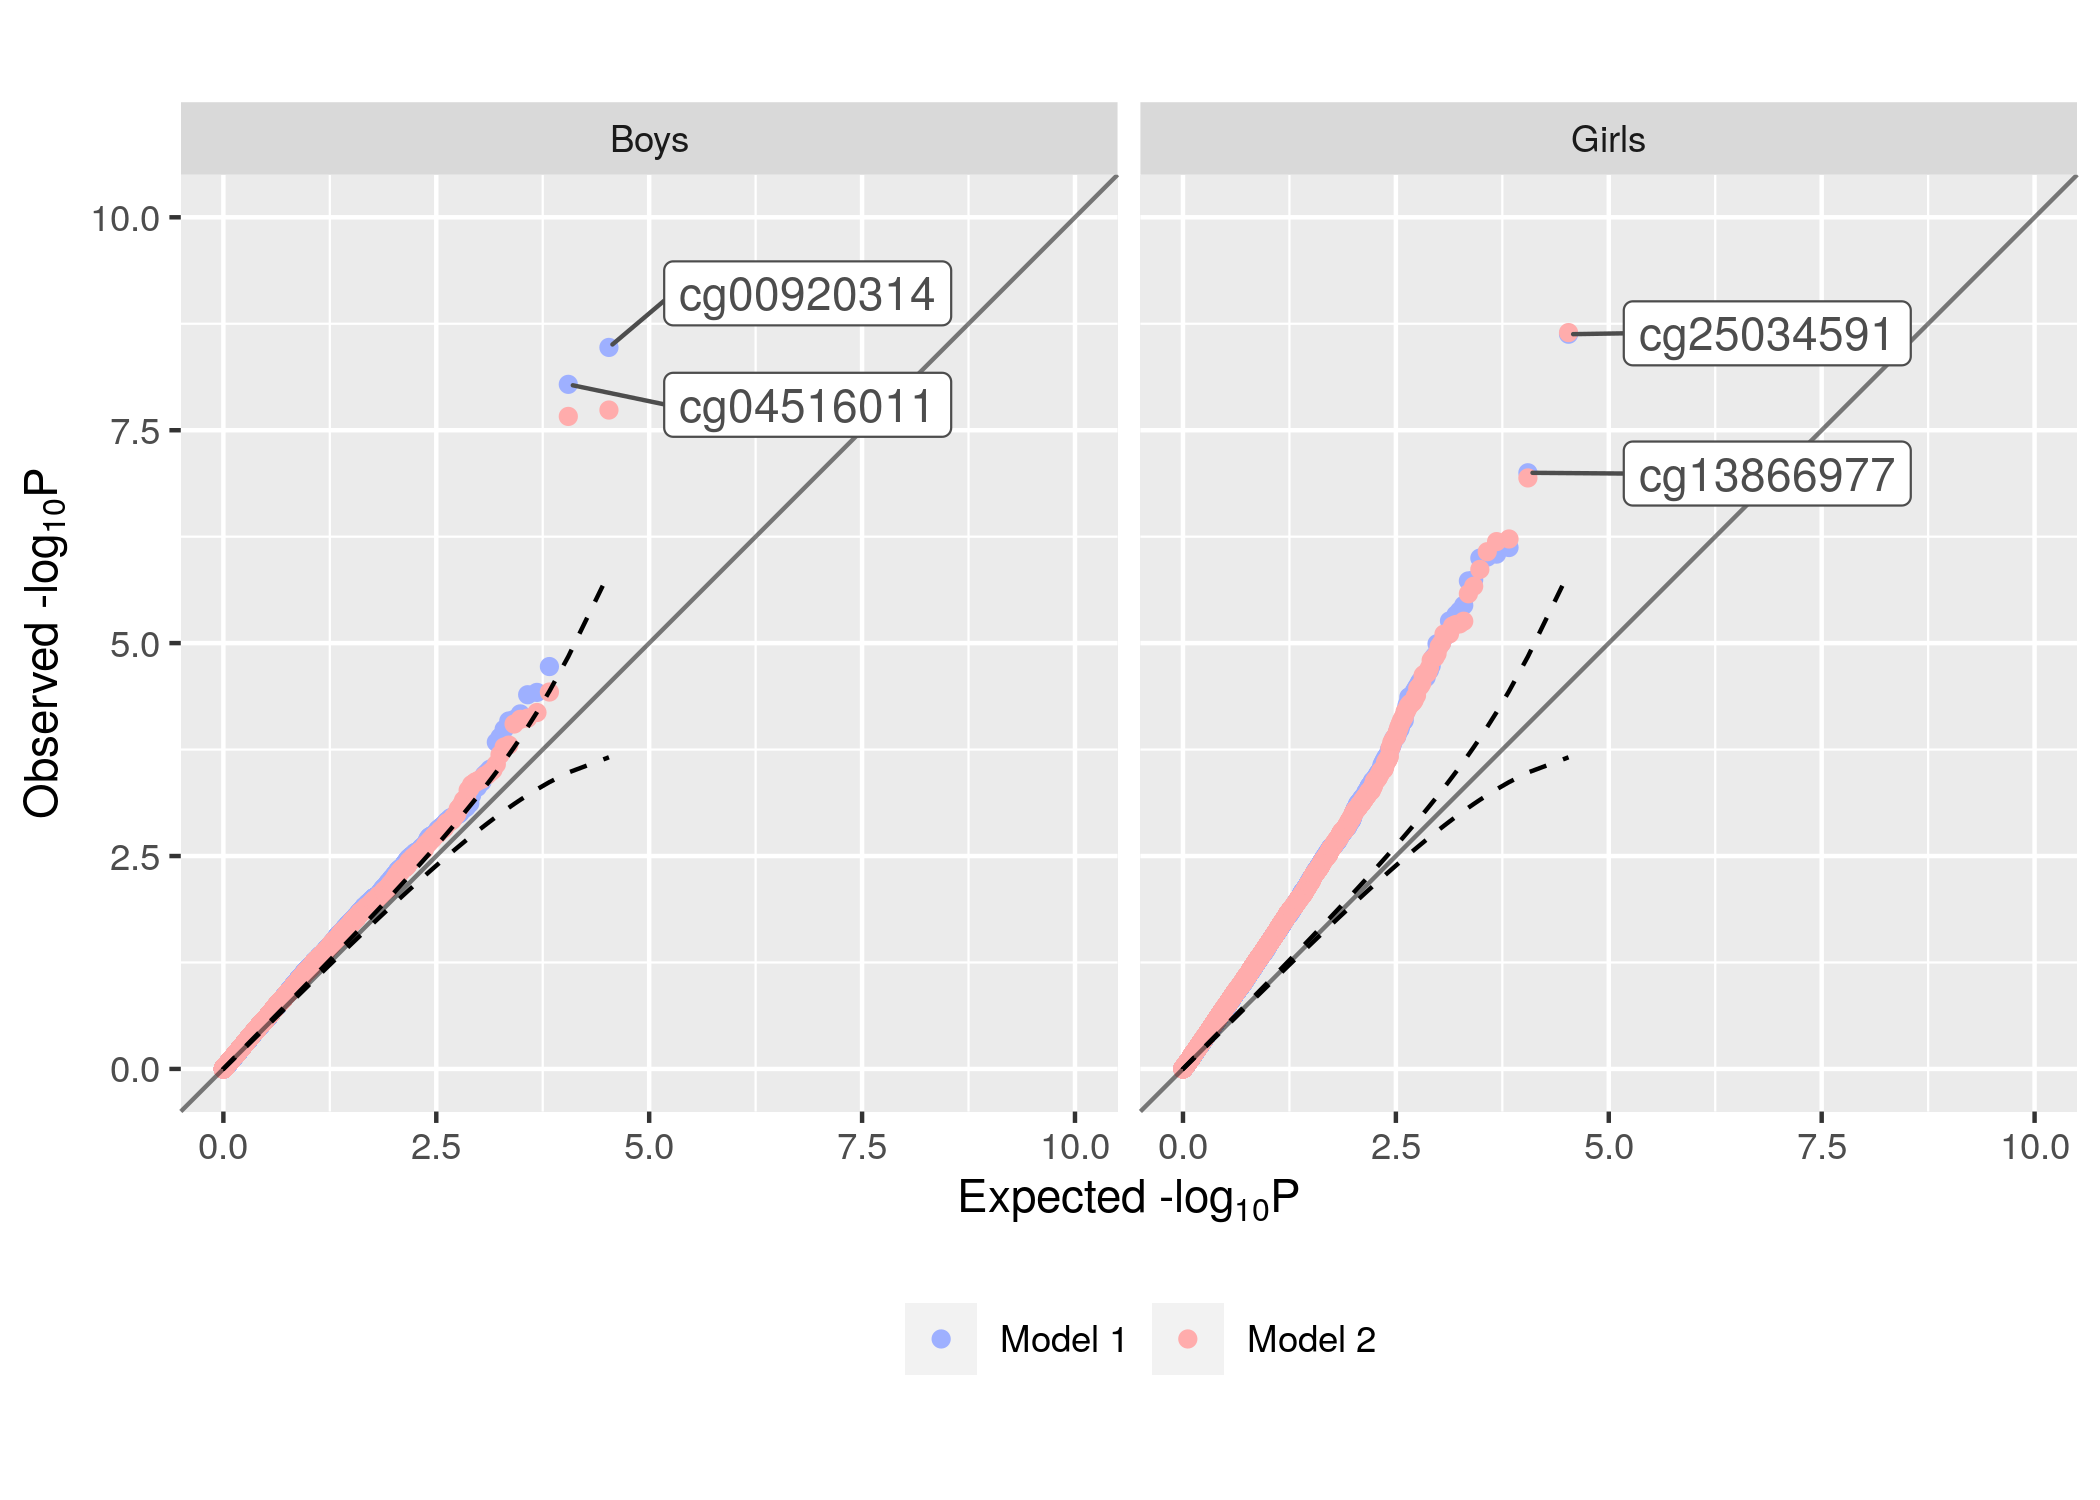 Boys
Girls
Observed -log₁₀P
10.0
7.5
5.0
2.5
0.0
cg00920314
cg04516011
cg25034591
cg13866977
0.0 2.5 5.0 7.5 10.0
0.0 2.5 5.0 7.5 10.0
Expected -log₁₀P
Model 1
Model 2